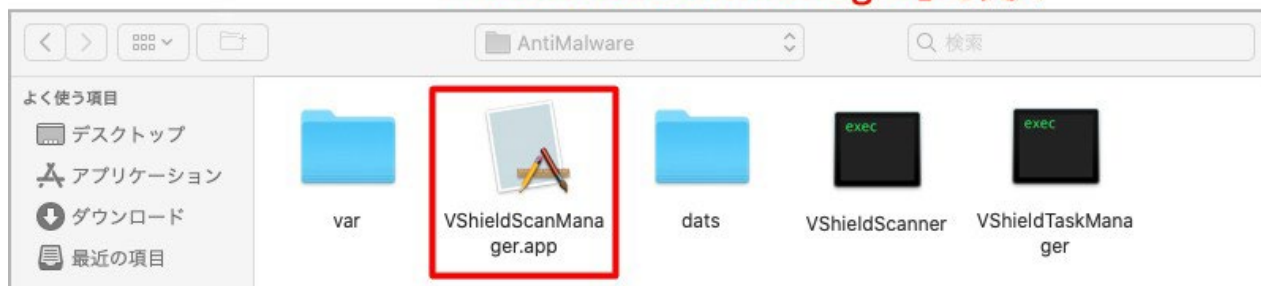 AntiMalware
検索
よく使う項目
デスクトップ
アプリケーション
ダウンロード
最近の項目
var
VShieldScanMana
ger.app
dats
exec
VShieldScanner
exec
VShieldTaskMana
ger